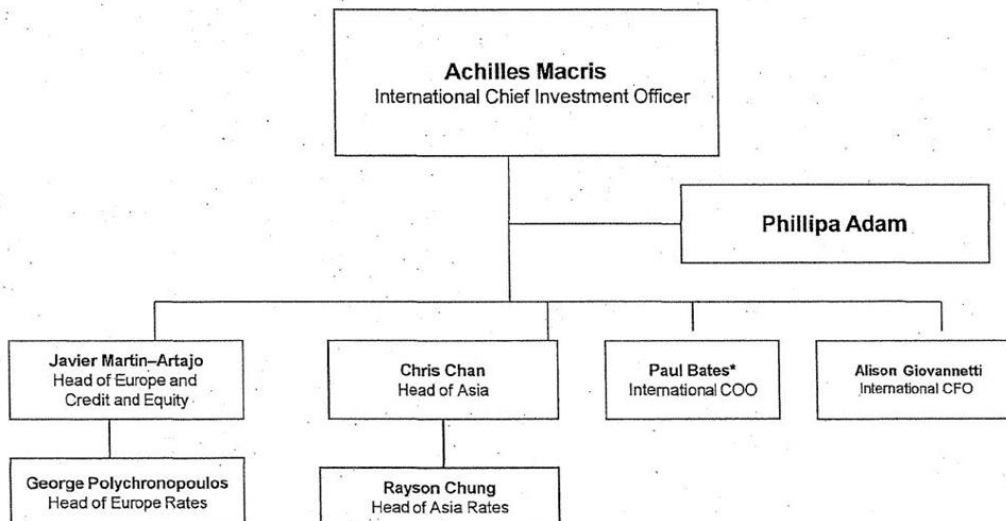 Achilles Macris
International Chief Investment Officer
Phillipa Adam
Javier Martin–Artajo
Head of Europe and
Credit and Equity
Chris Chan
Head of Asia
Paul Bates*
International COO
Alison Giovannetti
International CFO
George Polychronopoulos
Head of Europe Rates
Rayson Chung
Head of Asia Rates